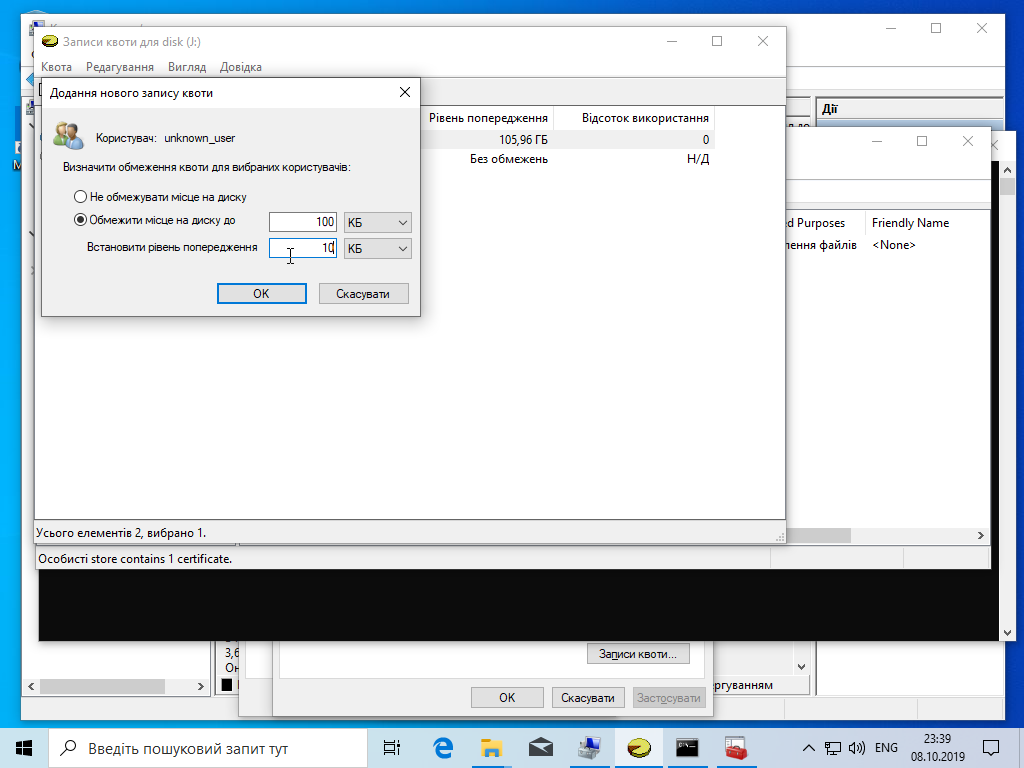 Записи квоти для disk (J:)
Квота Редагування Вигляд Довідка
Додання нового запису квоти
Користувач: unknown_user
Визначити обмеження квоти для вибраних користувачів:
Не обмежувати місце на диску
Обмежити місце на диску до 100 КБ
Встановити рівень попередження 10 КБ
OK Скасувати
Рівень попередження Відсоток використання
105,96 ГБ 0
Без обмежень Н/Д
Дії
d Purposes Friendly Name
лення файлів <None>
Усього елементів 2, вибрано 1.
Особисті store contains 1 certificate.
3,6
Он
Записи квоти...
ргуванням
OK Скасувати Застосувати
Введіть пошуковий запит тут
ENG
23:39
08.10.2019